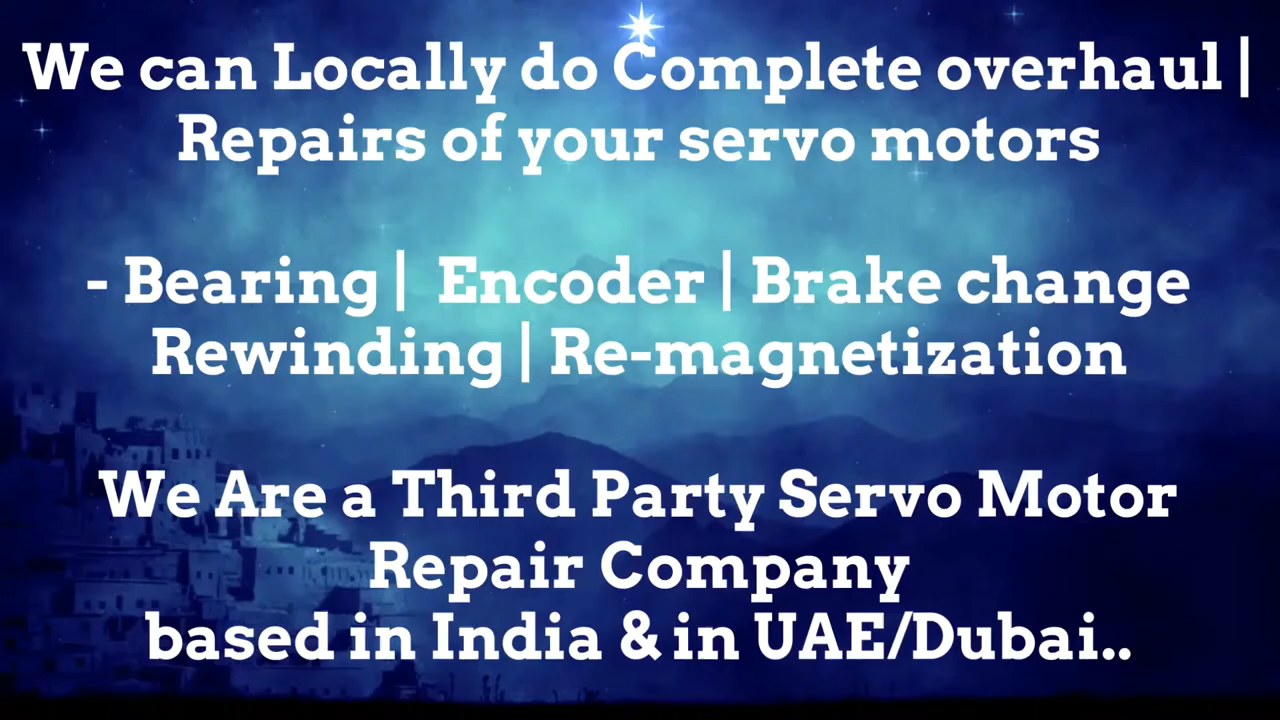 We can Locally do Complete overhaul |
Repairs of your servo motors
- Bearing | Encoder | Brake change
Rewinding | Re-magnetization
We Are a Third Party Servo Motor
Repair Company
based in India & in UAE/Dubai..